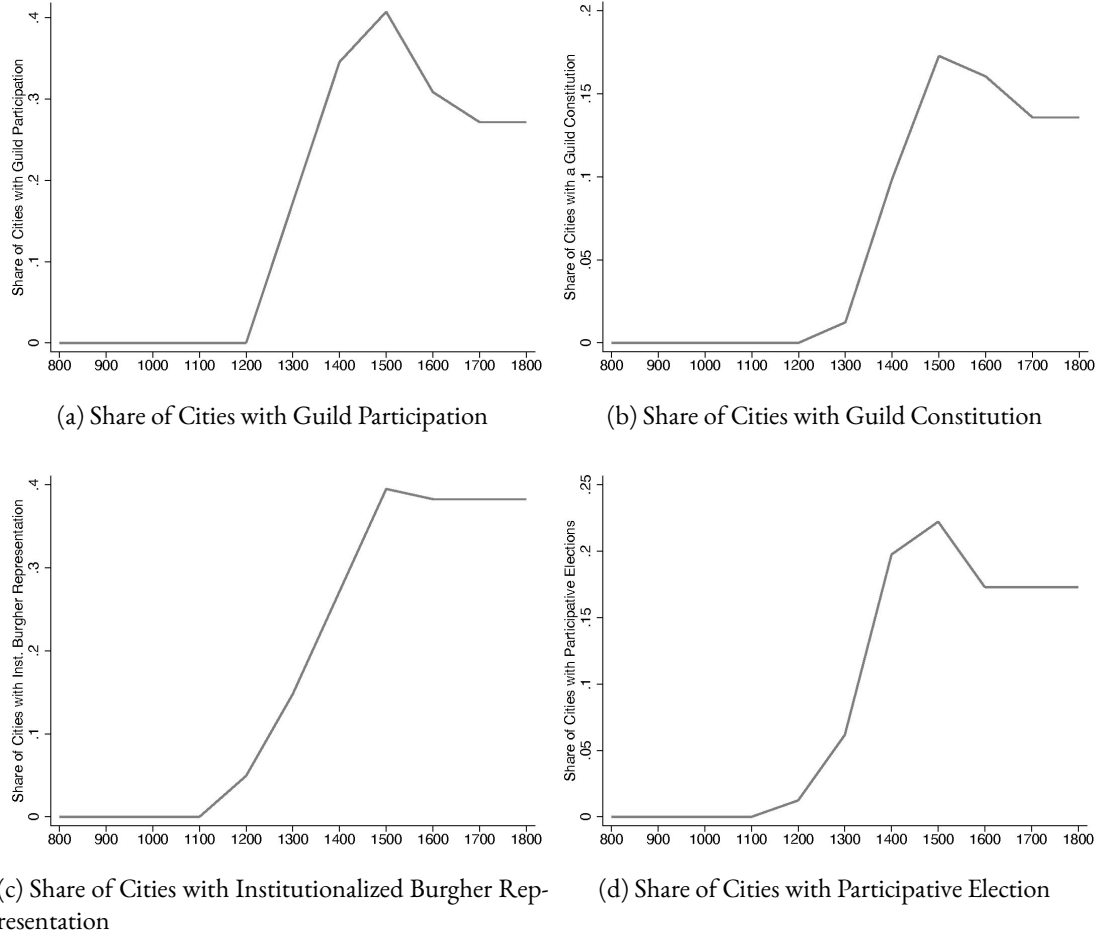 Share of Cities with Guild Participation
.4
.3
.2
.1
0
800 900 1000 1100 1200 1300 1400 1500 1600 1700 1800
(a) Share of Cities with Guild Participation
Share of Cities with a Guild Constitution
.2
.15
.1
.05
0
800 900 1000 1100 1200 1300 1400 1500 1600 1700 1800
(b) Share of Cities with Guild Constitution
Share of Cities with Inst. Burgher Representation
.4
.3
.2
.1
0
800 900 1000 1100 1200 1300 1400 1500 1600 1700 1800
(c) Share of Cities with Institutionalized Burgher Rep-
resentation
Share of Cities with Participative Elections
.25
.2
.15
.1
.05
0
800 900 1000 1100 1200 1300 1400 1500 1600 1700 1800
(d) Share of Cities with Participative Election